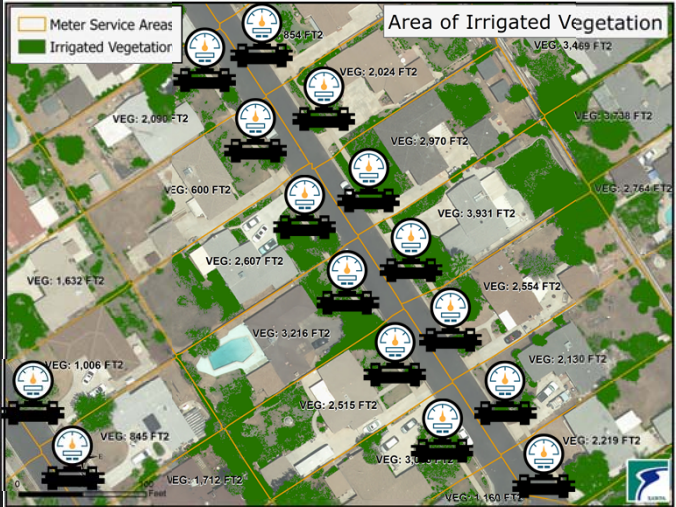 Area of Irrigated Vegetation
Meter Service Areas
Irrigated Vegetation
854 FT2
VEG: 3,469 FT2
VEG: 2,024 FT2
VEG: 2,090 FT2
VEG: 3,738 FT2
VEG: 2,970 FT2
VEG: 600 FT2
VEG: 2,764 FT2
VEG: 3,931 FT2
VEG: 2,607 FT2
VEG: 1,632 FT2
VEG: 2,554 FT2
VEG: 3,216 FT2
VEG: 1,006 FT2
VEG: 2,130 FT2
VEG: 2,515 FT2
VEG: 845 FT2
VEG: 2,219 FT2
VEG: 1,712 FT2
VEG: 1,160 FT2
0
Feet